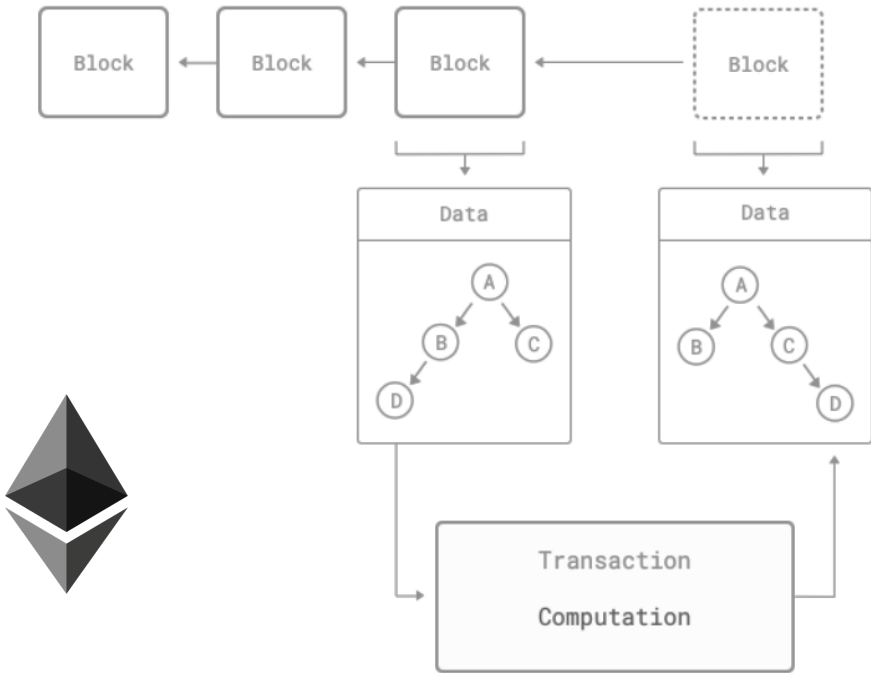 Block
Block
Block
Block
Data
Data
A
B
C
D
A
B
C
D
Transaction
Computation